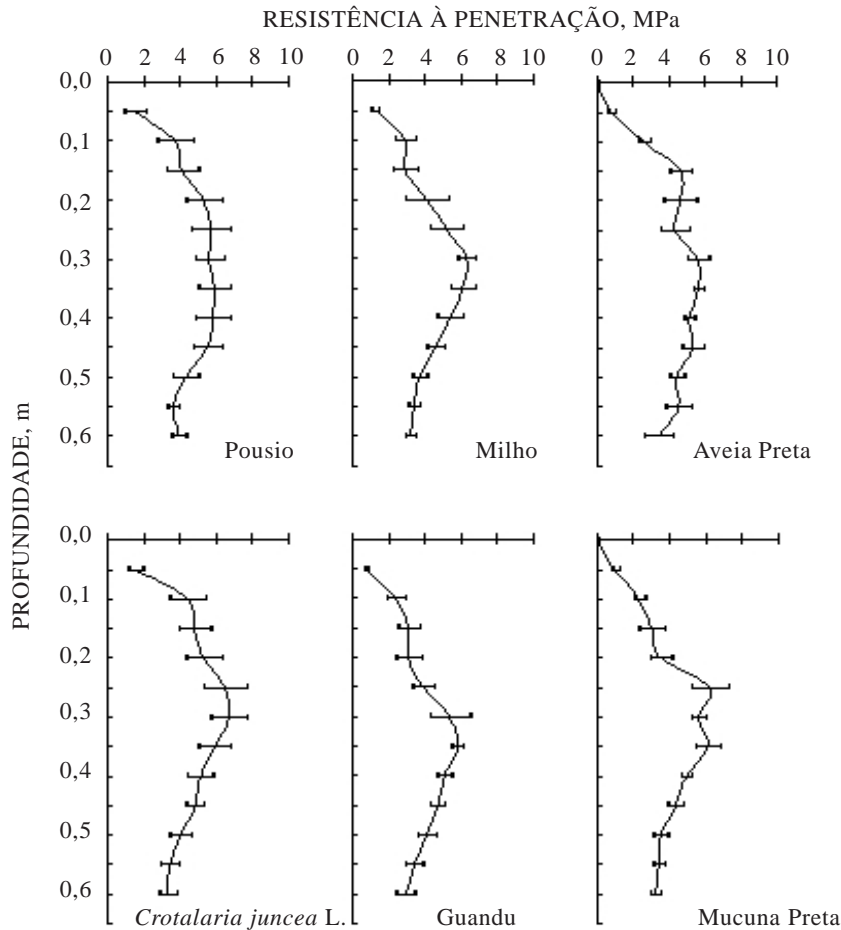 RESISTÊNCIA À PENETRAÇÃO, MPa
0 2 4 6 8 10 0 2 4 6 8 10 0 2 4 6 8 10
0,0
0,1
0,2
0,3
0,4
0,5
0,6
Pousio Milho Aveia Preta
PROFUNDIDADE, m
0,0
0,1
0,2
0,3
0,4
0,5
0,6
Crotalaria juncea L. Guandu Mucuna Preta